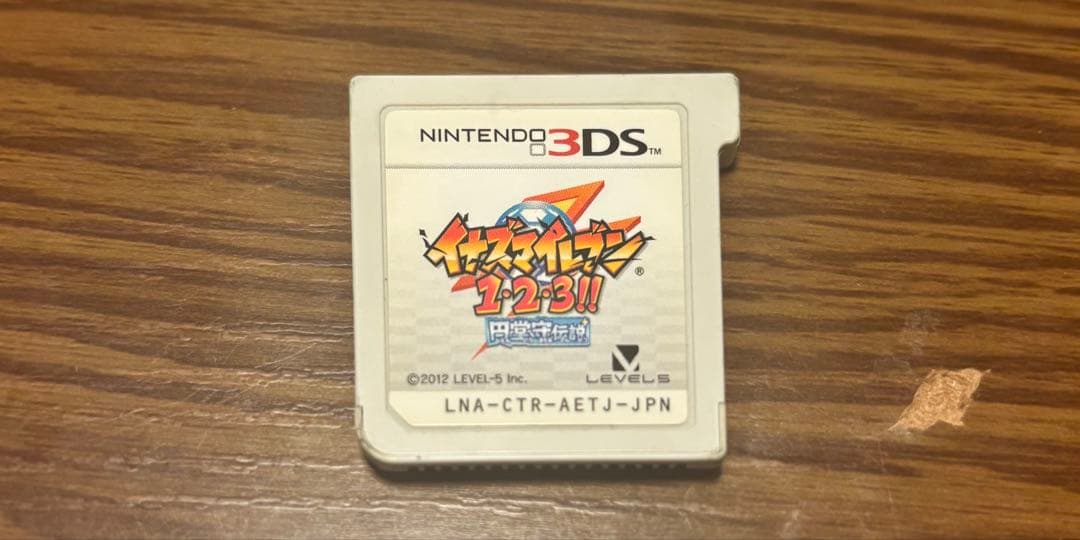 NINTENDO 3DS™
イナズマイレブン®
1・2・3!!
円堂守伝説
©2012 LEVEL-5 Inc.
LEVEL5
LNA-CTR-AETJ-JPN